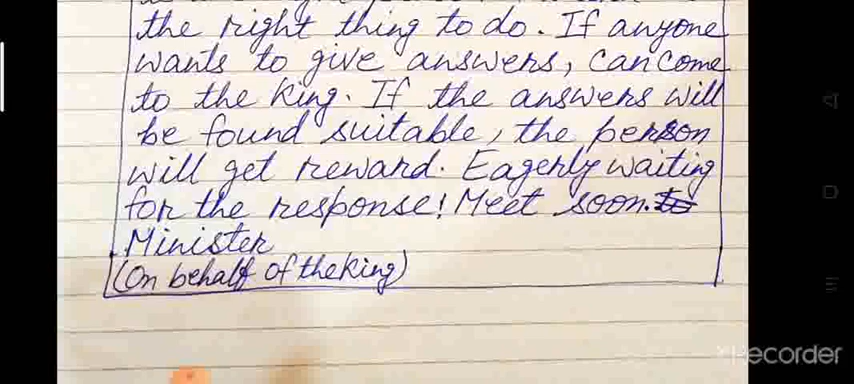 the right thing to do. If anyone
wants to give answers, can come
to the king. If the answers will
be found suitable, the person
will get reward. Eagerly waiting
for the response! Meet soon. to
Minister
(On behalf of the king)
Recorder